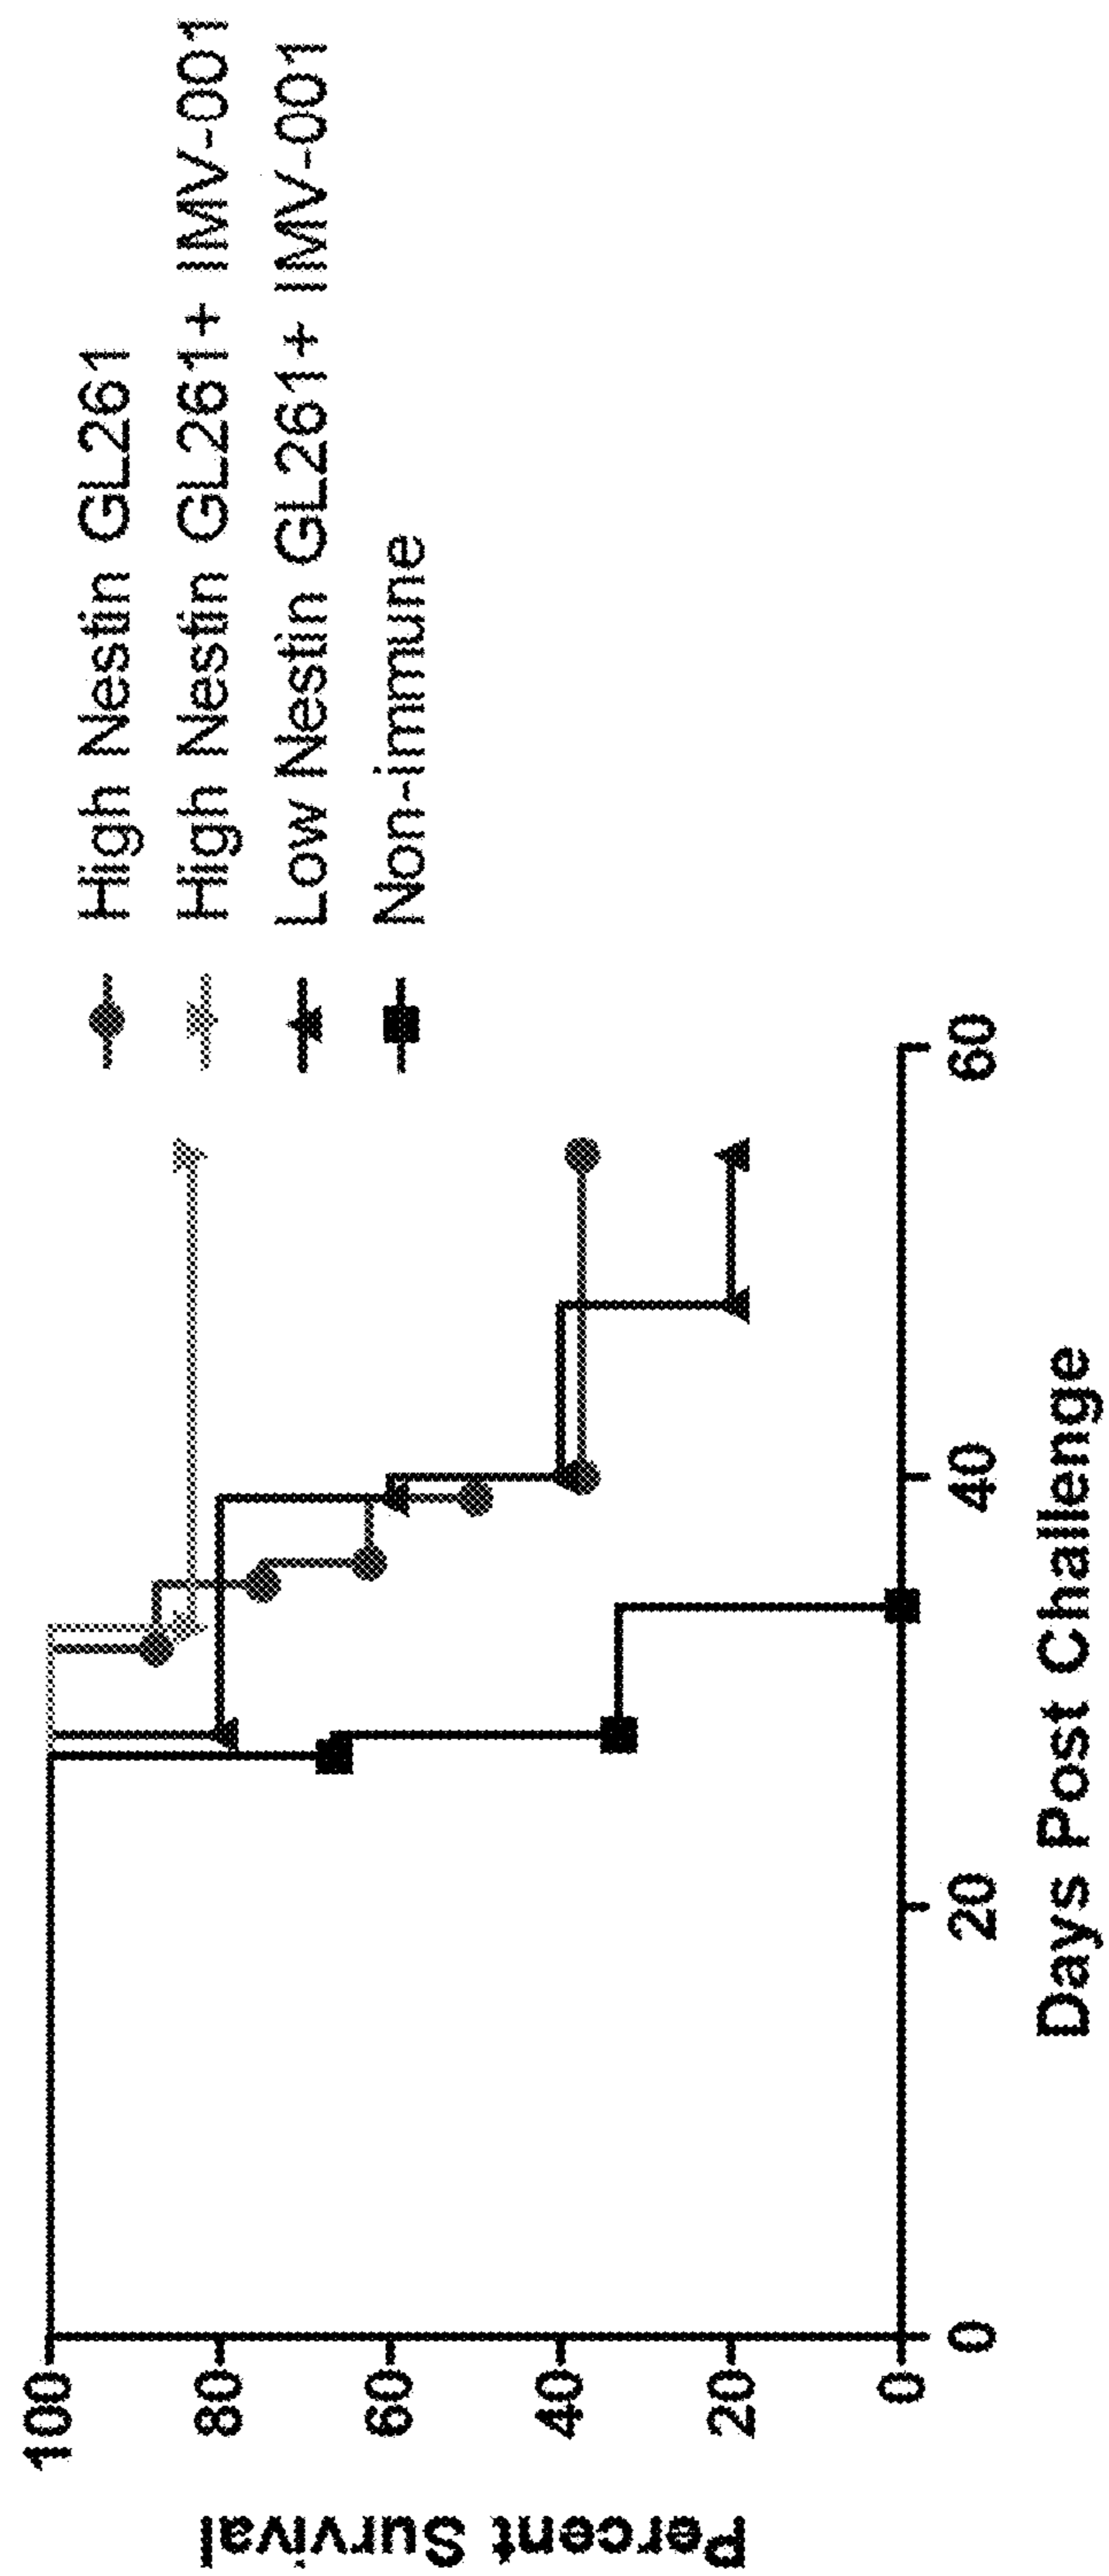 High Nestin GL261
High Nestin GL261+ IMV-001
Low Nestin GL261+ IMV-001
Non-immune
Percent Survival
100
80
60
40
20
0
0
20
40
60
Days Post Challenge